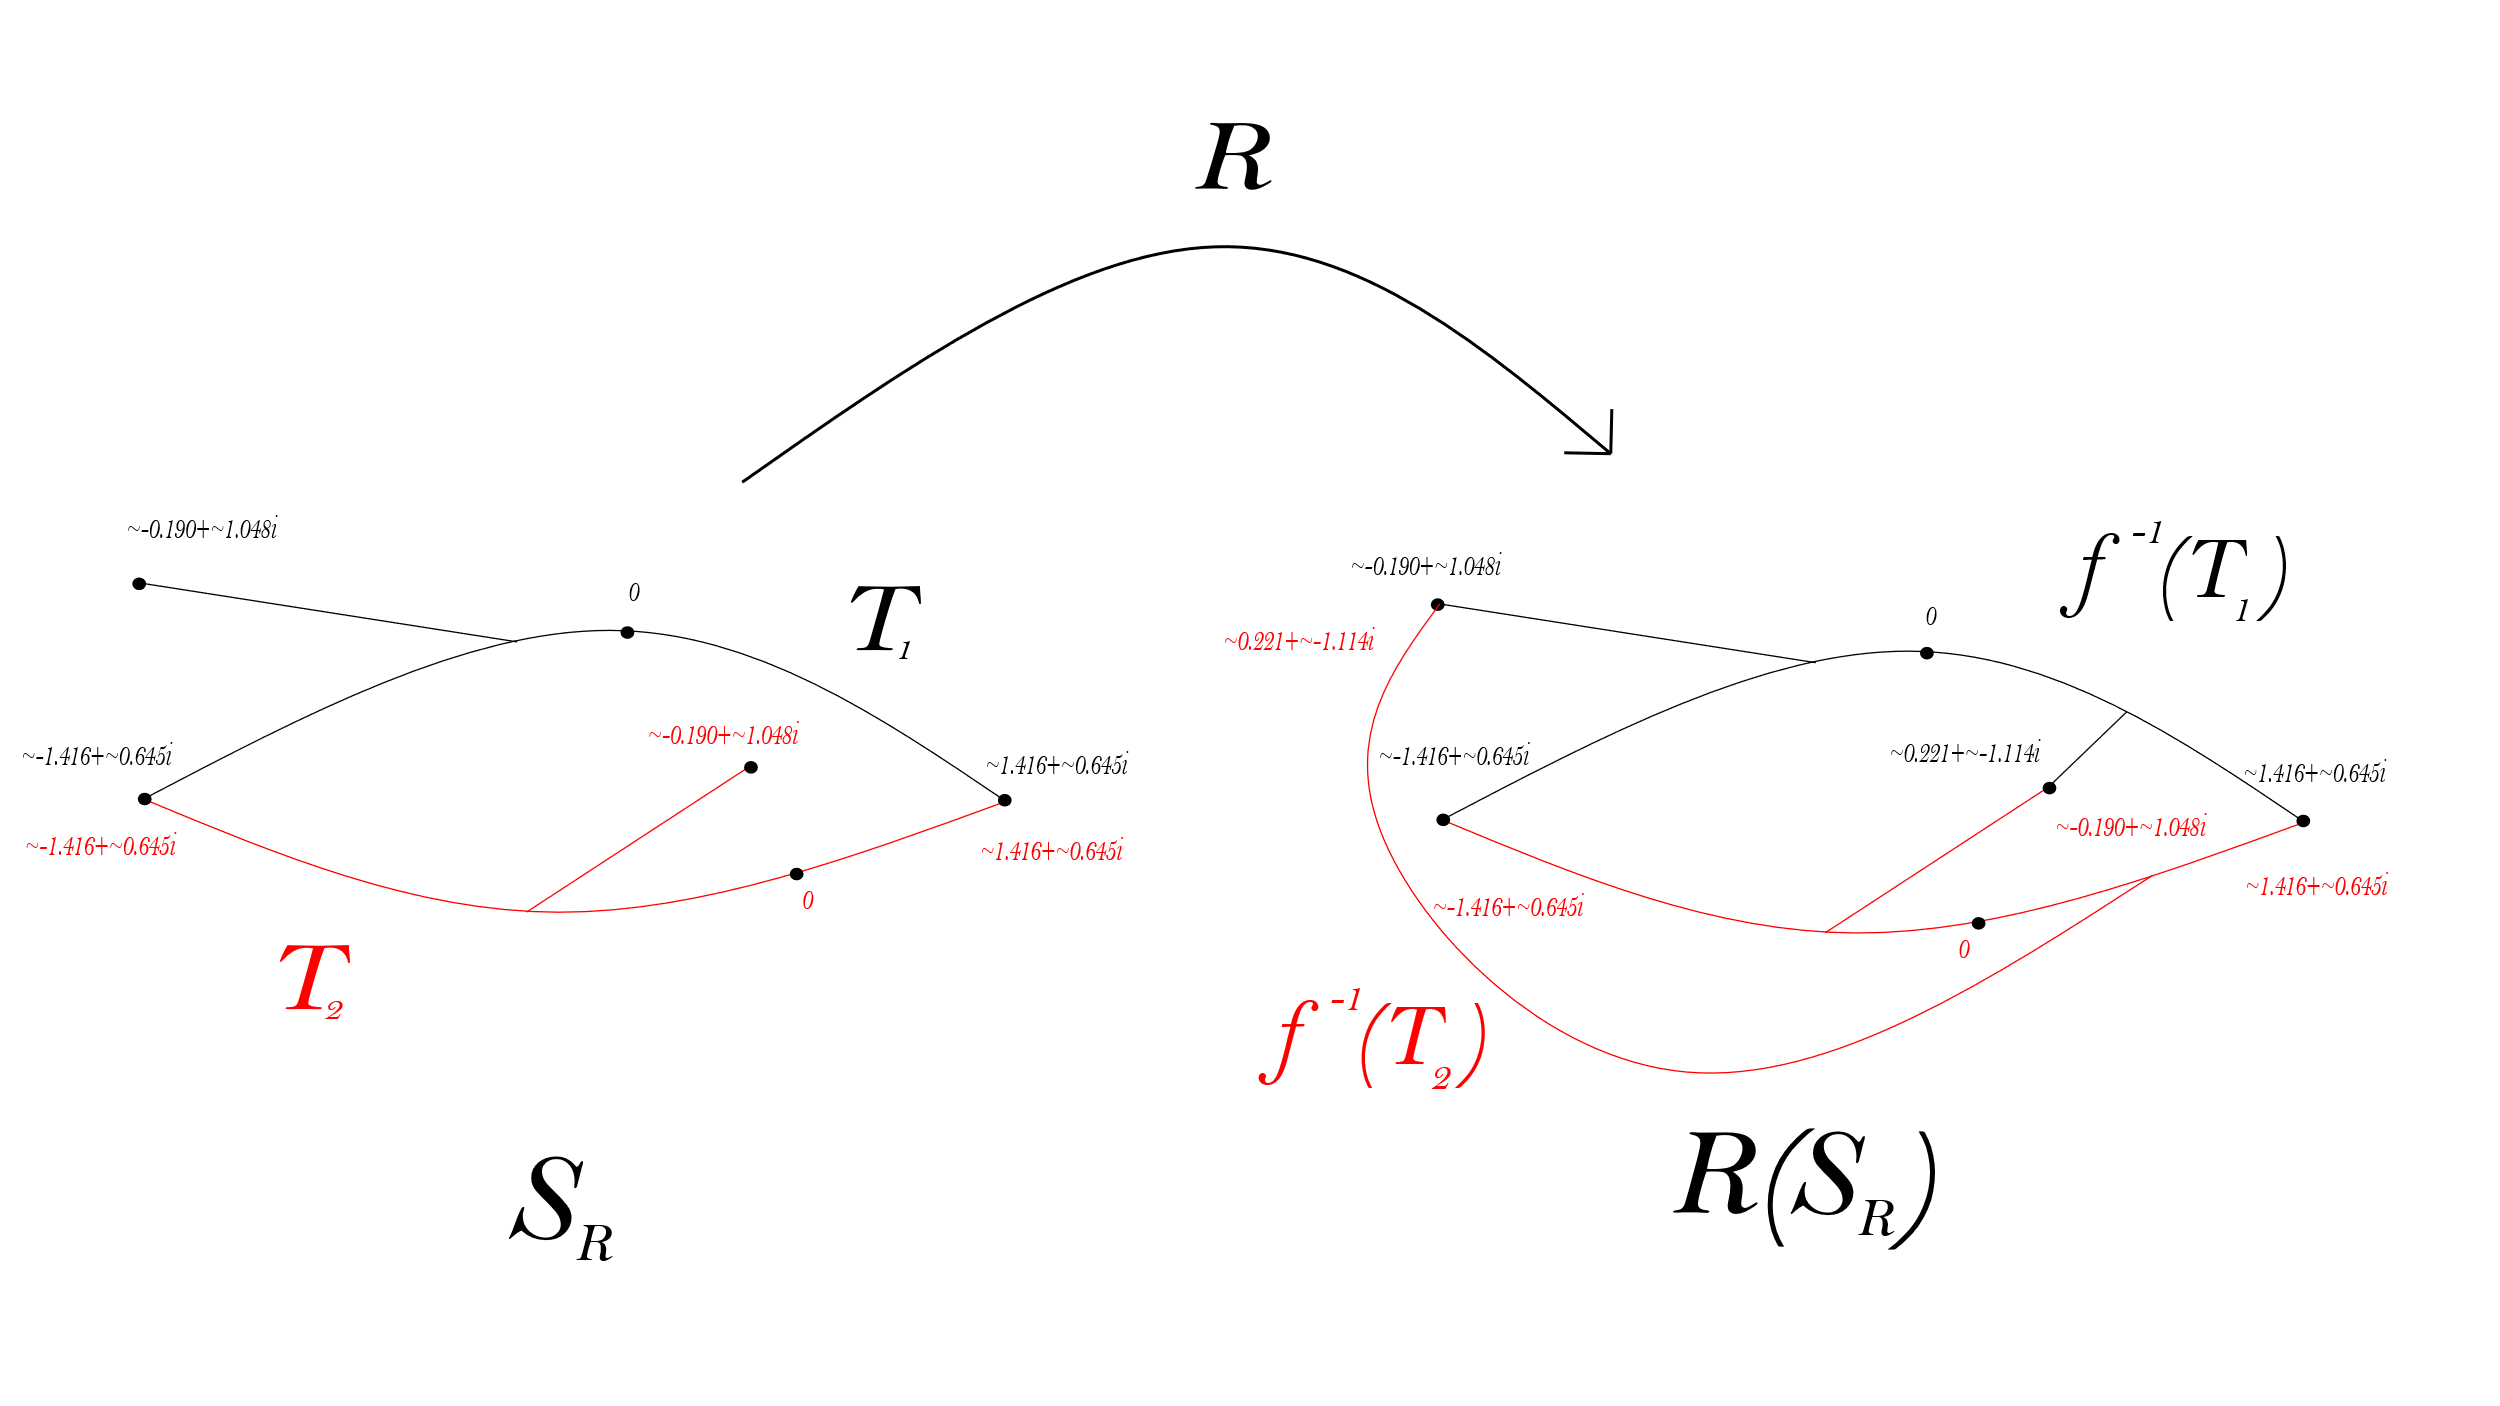 R
~-0.190+~1.048i
0
T₁
~-0.190+~1.048i
~-1.416+~0.645i
~1.416+~0.645i
~-1.416+~0.645i
~1.416+~0.645i
0
T₂
S_R
f⁻¹(T₁)
~-0.190+~1.048i
0
~0.221+~-1.114i
~-1.416+~0.645i
~0.221+~-1.114i
~1.416+~0.645i
~-0.190+~1.048i
~-1.416+~0.645i
~1.416+~0.645i
0
f⁻¹(T₂)
R(S_R)